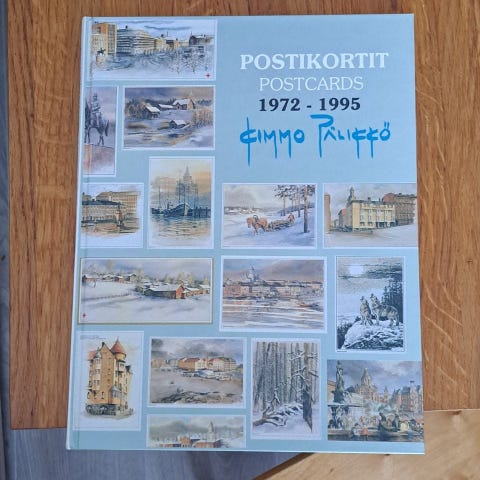 POSTIKORTIT
POSTCARDS
1972 - 1995
KIMMO PÄLIKKÖ